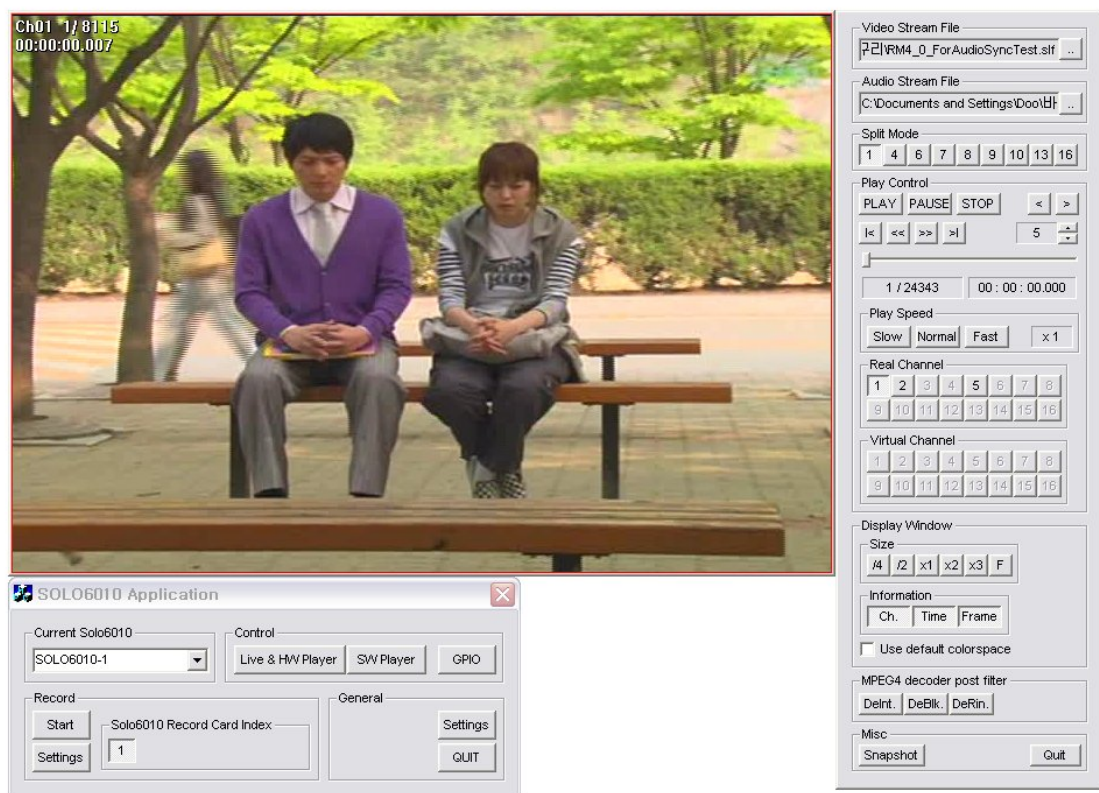 Ch01 1/ 8115
00:00:00.007
Video Stream File
구리\RM4_0_ForAudioSyncTest.slf ..
Audio Stream File
C:\Documents and Settings\Doo\바 ..
Split Mode
1 4 6 7 8 9 10 13 16
Play Control
PLAY PAUSE STOP < >
I< << >> >I 5
1 / 24343 00 : 00 : 00.000
Play Speed
Slow Normal Fast x 1
Real Channel
1 2 3 4 5 6 7 8
9 10 11 12 13 14 15 16
Virtual Channel
1 2 3 4 5 6 7 8
9 10 11 12 13 14 15 16
Display Window
Size
/4 /2 x1 x2 x3 F
Information
Ch. Time Frame
Use default colorspace
MPEG4 decoder post filter
DeInt. DeBlk. DeRin.
Misc
Snapshot Quit
SOLO6010 Application
Current Solo6010
SOLO6010-1
Control
Live & HW Player SW Player GPIO
Record
Start
Settings
Solo6010 Record Card Index
1
General
Settings
QUIT